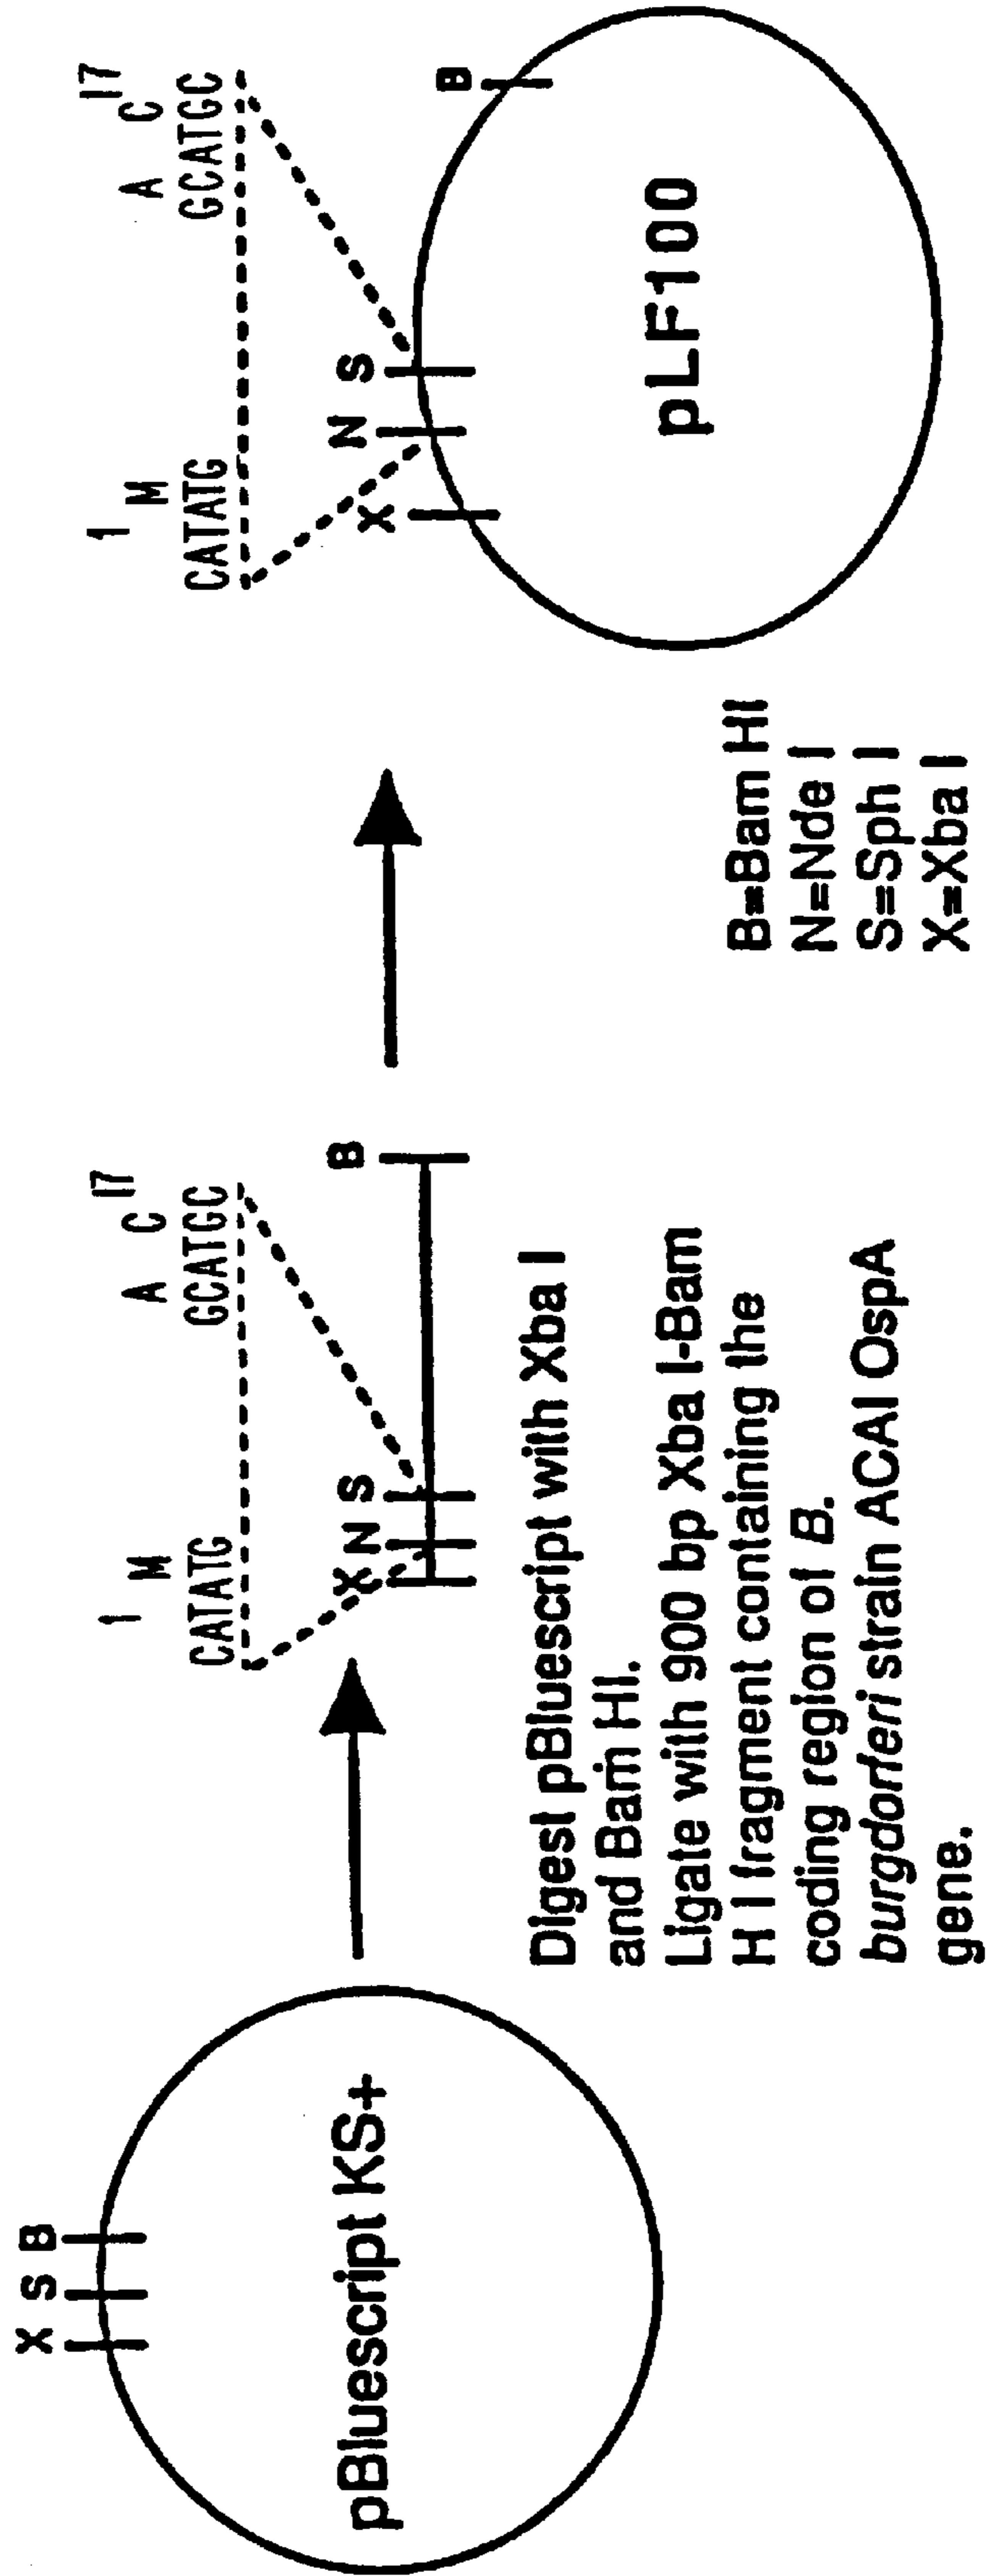 X S B
pBluescript KS+
1
M
A C 17
CATATG GCATGC
X N S B
Digest pBluescript with Xba I
and Bam HI.
Ligate with 900 bp Xba I-Bam
H I fragment containing the
coding region of B.
burgdorferi strain ACAI OspA
gene.
1
M
A C 17
CATATG GCATGC
X N S B
pLF100
B=Bam HI
N=Nde I
S=Sph I
X=Xba I